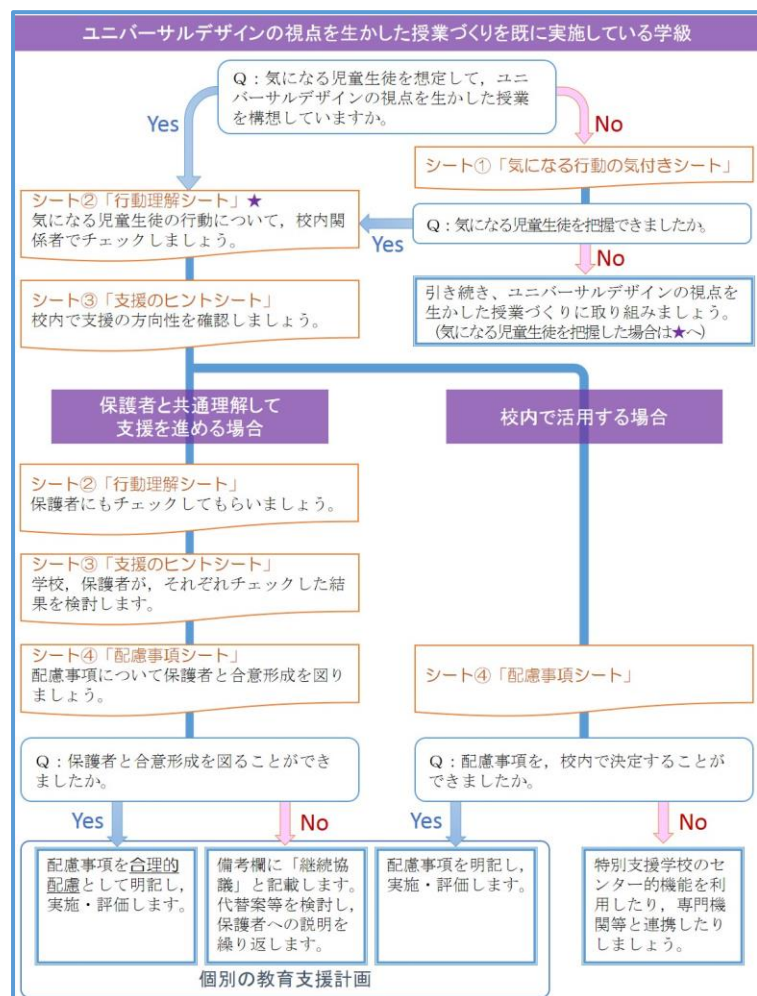 ユニバーサルデザインの視点を生かした授業づくりを既に実施している学級
Q：気になる児童生徒を想定して，ユニ
バーサルデザインの視点を生かした授業
を構想していますか。
Yes
No
シート①「気になる行動の気付きシート」
シート②「行動理解シート」★
気になる児童生徒の行動について，校内関
係者でチェックしましょう。
Q：気になる児童生徒を把握できましたか。
Yes
No
シート③「支援のヒントシート」
校内で支援の方向性を確認しましょう。
引き続き、ユニバーサルデザインの視点を
生かした授業づくりに取り組みましょう。
(気になる児童生徒を把握した場合は★へ)
保護者と共通理解して
支援を進める場合
校内で活用する場合
シート②「行動理解シート」
保護者にもチェックしてもらいましょう。
シート③「支援のヒントシート」
学校，保護者が，それぞれチェックした結
果を検討します。
シート④「配慮事項シート」
配慮事項について保護者と合意形成を図り
ましょう。
シート④「配慮事項シート」
Q：保護者と合意形成を図ることができ
ましたか。
Q：配慮事項を，校内で決定することが
できましたか。
Yes
No
Yes
No
配慮事項を合理的
配慮として明記し，
実施・評価します。
備考欄に「継続協
議」と記載します。
代替案等を検討し，
保護者への説明を
繰り返します。
配慮事項を明記し，
実施・評価します。
特別支援学校のセ
ンター的機能を利
用したり，専門機
関等と連携したり
しましょう。
個別の教育支援計画